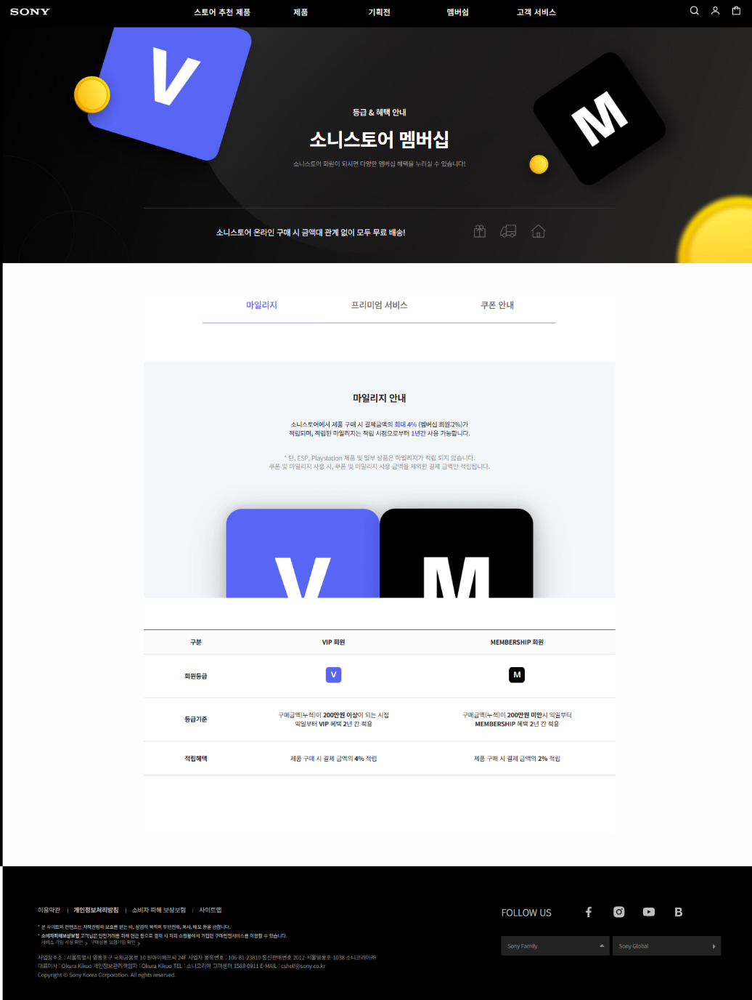 SONY
스토어 추천 제품 제품 기획전 멤버쉽 고객 서비스
V
M
등급 & 혜택 안내
소니스토어 멤버십
소니스토어 회원이 되시면 다양한 멤버십 혜택을 누리실 수 있습니다!
소니스토어 온라인 구매 시 금액대 관계 없이 모두 무료 배송!
마일리지 프리미엄 서비스 쿠폰 안내
마일리지 안내
소니스토어에서 제품 구매 시 결제금액의 최대 4% (멤버십 회원:2%)가
적립되며, 적립된 마일리지는 적립 시점으로부터 1년간 사용 가능합니다.
* 단, ESP, Playstation 제품 및 일부 상품은 마일리지가 적립 되지 않습니다.
쿠폰 및 마일리지 사용 시, 쿠폰 및 마일리지 사용 금액을 제외한 결제 금액만 적립됩니다.
V M
구분 VIP 회원 MEMBERSHIP 회원
회원등급 V M
등급기준
구매금액(누적)이 200만원 이상이 되는 시점
익일부터 VIP 혜택 2년 간 적용
구매금액(누적)이 200만원 미만시 익일부터
MEMBERSHIP 혜택 2년 간 적용
적립혜택 제품 구매 시 결제 금액의 4% 적립 제품 구매 시 결제 금액의 2% 적립
이용약관 | 개인정보처리방침 | 소비자 피해 보상보험 | 사이트맵
* 본 사이트의 컨텐츠는 저작권법의 보호를 받는 바, 상업적 목적의 무단전재, 복사, 배포 등을 금합니다.
* 소비자피해보상보험 고객님은 안전거래를 위해 현금 등으로 결제 시 저희 쇼핑몰에서 가입한 구매안전서비스를 이용할 수 있습니다.
서비스 가입 사실 확인 > 구매상품 보험가입 확인 >
사업장주소 : 서울특별시 영등포구 국제금융로 10 원아이에프씨 24F 사업자 등록번호 : 106-81-23810 통신판매번호 2012-서울영등포-1038 소니코리아㈜
대표이사 : Okura Kikuo 개인정보관리책임자 : Okura Kikuo TEL : 소니코리아 고객센터 1588-0911 E-MAIL : cshelf@sony.co.kr
Copyright © Sony Korea Corporation. All rights reserved.
FOLLOW US
B
Sony Family Sony Global